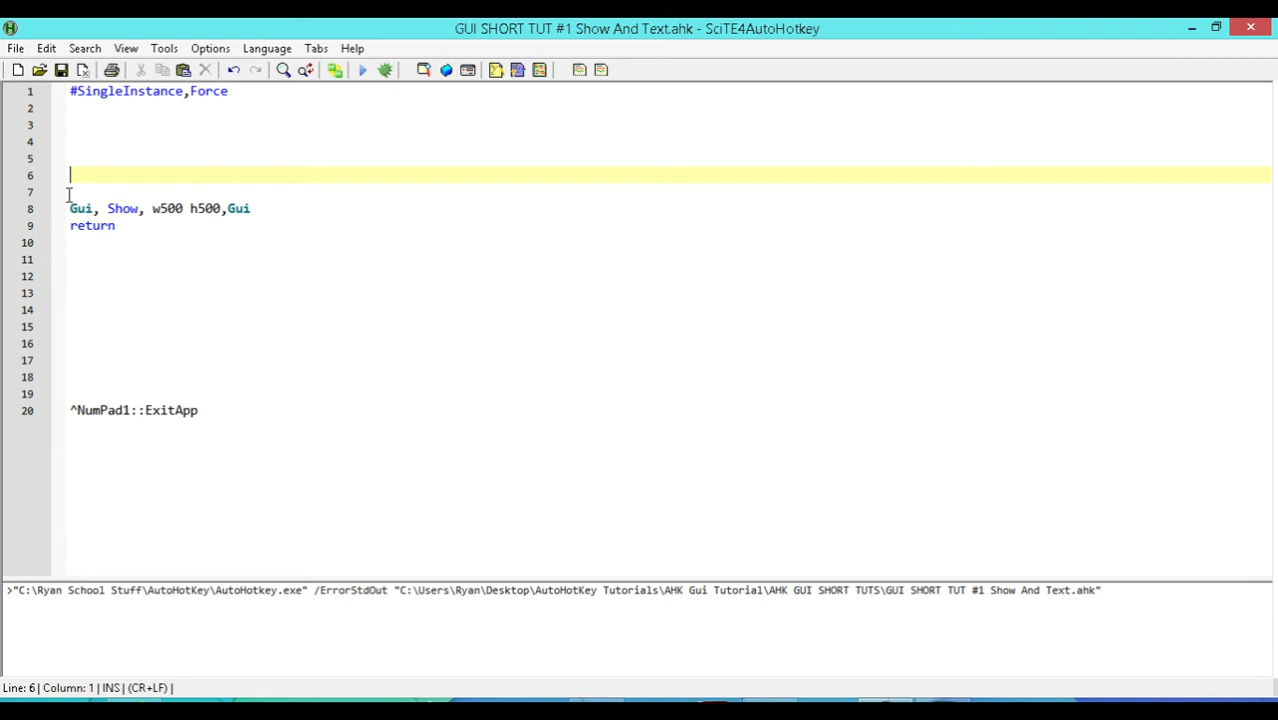 GUI SHORT TUT #1 Show And Text.ahk - SciTE4AutoHotkey
File Edit Search View Tools Options Language Tabs Help
1 #SingleInstance,Force
2
3
4
5
6
7
8 Gui, Show, w500 h500,Gui
9 return
10
11
12
13
14
15
16
17
18
19
20 ^NumPad1::ExitApp
>"C:\Ryan School Stuff\AutoHotKey\AutoHotkey.exe" /ErrorStdOut "C:\Users\Ryan\Desktop\AutoHotKey Tutorials\AHK Gui Tutorial\AHK GUI SHORT TUTS\GUI SHORT TUT #1 Show And Text.ahk"
Line: 6 | Column: 1 | INS | (CR+LF) |